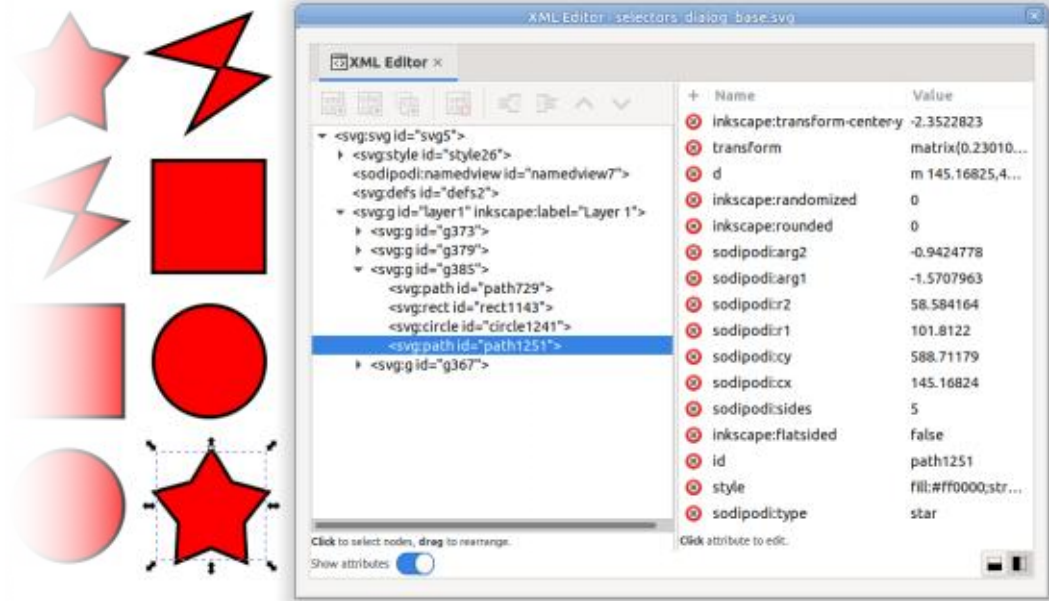 XML Editor - selectors_dialog_base.svg
XML Editor ×
<svg:svg id="svg5">
<svg:style id="style26">
<sodipodi:namedview id="namedview7">
<svg:defs id="defs2">
<svg:g id="layer1" inkscape:label="Layer 1">
<svg:g id="g373">
<svg:g id="g379">
<svg:g id="g385">
<svg:path id="path729">
<svg:rect id="rect1143">
<svg:circle id="circle1241">
<svg:path id="path1251">
<svg:g id="g367">
Click to select nodes, drag to rearrange.
Show attributes
+ Name Value
inkscape:transform-center-y -2.3522823
transform matrix(0.23010...
d m 145.16825,4...
inkscape:randomized 0
inkscape:rounded 0
sodipodi:arg2 -0.9424778
sodipodi:arg1 -1.5707963
sodipodi:r2 58.584164
sodipodi:r1 101.8122
sodipodi:cy 588.71179
sodipodi:cx 145.16824
sodipodi:sides 5
inkscape:flatsided false
id path1251
style fill:#ff0000;str...
sodipodi:type star
Click attribute to edit.